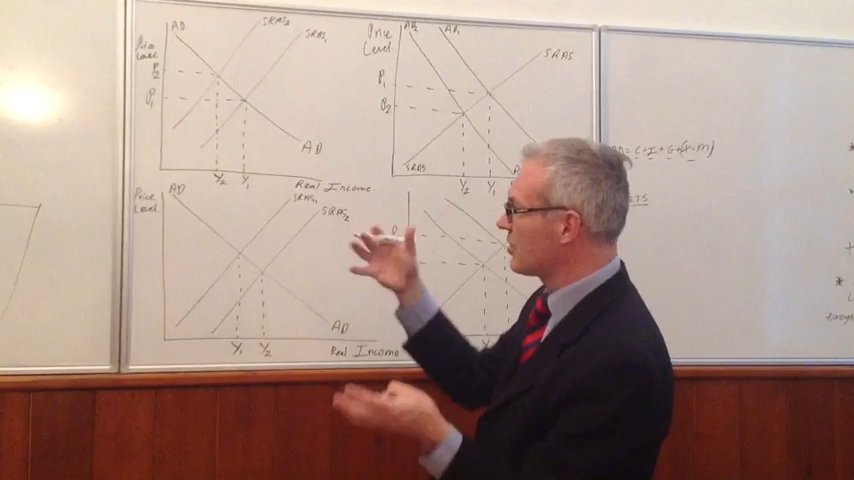 AD
SRAS2
SRAS1
Price
Level
P2
P1
AD
Y2
Y1
Real Income
Price
Level
AD2
AD1
SRAS
P1
P2
SRAS
Y2
Y1
C+I+G+(X-M)
Price
Level
AD
SRAS1
SRAS2
AD
Y1
Y2
Real Income